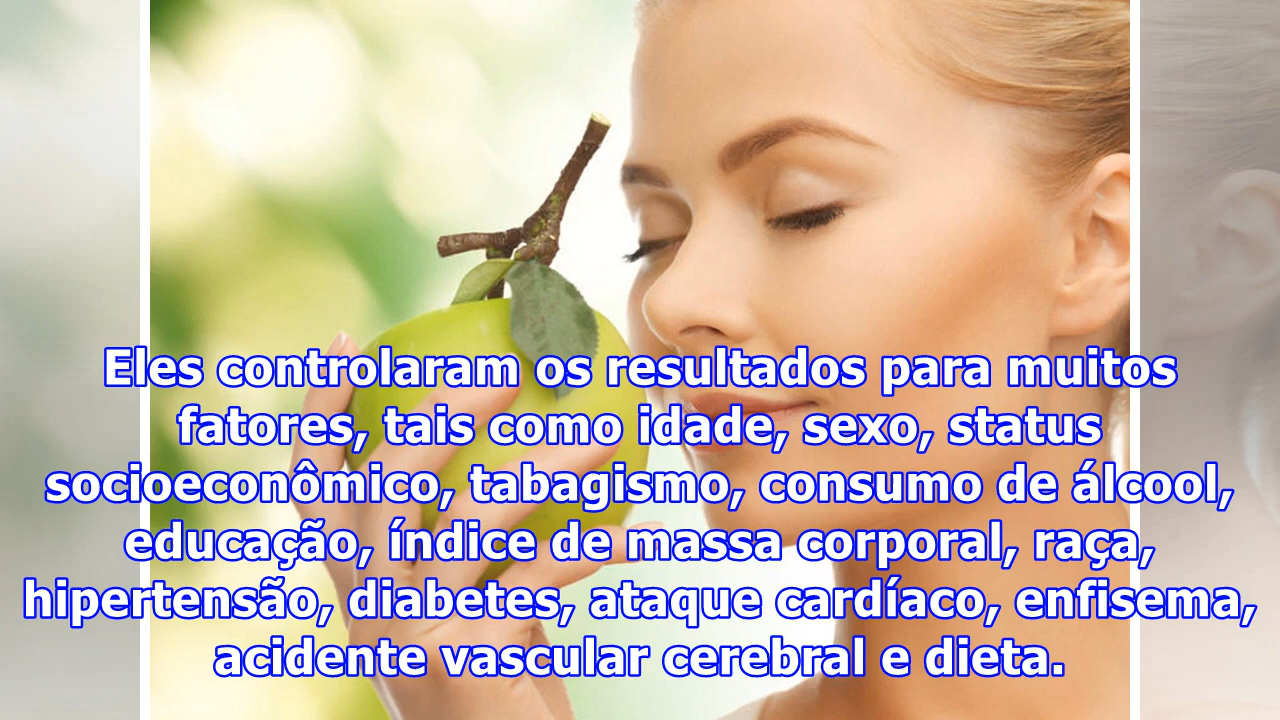 Eles controlaram os resultados para muitos
fatores, tais como idade, sexo, status
socioeconômico, tabagismo, consumo de álcool,
educação, índice de massa corporal, raça,
hipertensão, diabetes, ataque cardíaco, enfisema,
acidente vascular cerebral e dieta.